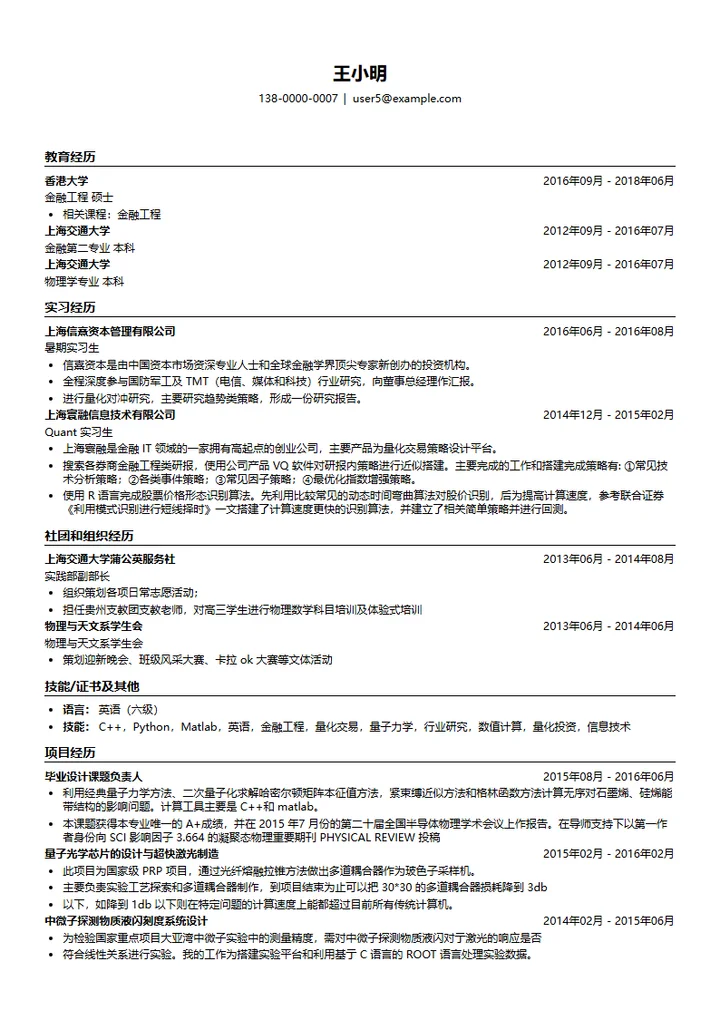 王小明
138-0000-0007 | user5@example.com
教育经历
香港大学 2016年09月 - 2018年06月
金融工程 硕士
• 相关课程：金融工程
上海交通大学 2012年09月 - 2016年07月
金融第二专业 本科
上海交通大学 2012年09月 - 2016年07月
物理学专业 本科
实习经历
上海信熹资本管理有限公司 2016年06月 - 2016年08月
暑期实习生
• 信熹资本是由中国资本市场资深专业人士和全球金融学界顶尖专家新创办的投资机构。
• 全程深度参与国防军工及 TMT（电信、媒体和科技）行业研究，向董事总经理作汇报。
• 进行量化对冲研究，主要研究趋势类策略，形成一份研究报告。
上海寰融信息技术有限公司 2014年12月 - 2015年02月
Quant 实习生
• 上海寰融是金融 IT 领域的一家拥有高起点的创业公司，主要产品为量化交易策略设计平台。
• 搜索各券商金融工程类研报，使用公司产品 VQ 软件对研报内策略进行近似搭建。主要完成的工作和搭建完成策略有: ①常见技
术分析策略；②各类事件策略；③常见因子策略；④最优化指数增强策略。
• 使用 R 语言完成股票价格形态识别算法。先利用比较常见的动态时间弯曲算法对股价识别，后为提高计算速度，参考联合证券
《利用模式识别进行短线择时》一文搭建了计算速度更快的识别算法，并建立了相关简单策略并进行回测。
社团和组织经历
上海交通大学蒲公英服务社 2013年06月 - 2014年08月
实践部副部长
• 组织策划各项日常志愿活动；
• 担任贵州支教团支教老师，对高三学生进行物理数学科目培训及体验式培训
物理与天文系学生会 2013年06月 - 2014年06月
物理与天文系学生会
• 策划迎新晚会、班级风采大赛、卡拉 ok 大赛等文体活动
技能/证书及其他
• 语言： 英语（六级）
• 技能： C++，Python，Matlab，英语，金融工程，量化交易，量子力学，行业研究，数值计算，量化投资，信息技术
项目经历
毕业设计课题负责人 2015年08月 - 2016年06月
• 利用经典量子力学方法、二次量子化求解哈密尔顿矩阵本征值方法，紧束缚近似方法和格林函数方法计算无序对石墨烯、硅烯能
带结构的影响问题。计算工具主要是 C++和 matlab。
• 本课题获得本专业唯一的 A+成绩，并在 2015 年7 月份的第二十届全国半导体物理学术会议上作报告。在导师支持下以第一作
者身份向 SCI 影响因子 3.664 的凝聚态物理重要期刊 PHYSICAL REVIEW 投稿
量子光学芯片的设计与超快激光制造 2015年02月 - 2016年02月
• 此项目为国家级 PRP 项目，通过光纤熔融拉锥方法做出多道耦合器作为玻色子采样机。
• 主要负责实验工艺探索和多道耦合器制作，到项目结束为止可以把 30*30 的多道耦合器损耗降到 3db
• 以下，如降到 1db 以下则在特定问题的计算速度上能都超过目前所有传统计算机。
中微子探测物质液闪刻度系统设计 2014年02月 - 2015年06月
• 为检验国家重点项目大亚湾中微子实验中的测量精度，需对中微子探测物质液闪对于激光的响应是否
• 符合线性关系进行实验。我的工作为搭建实验平台和利用基于 C 语言的 ROOT 语言处理实验数据。